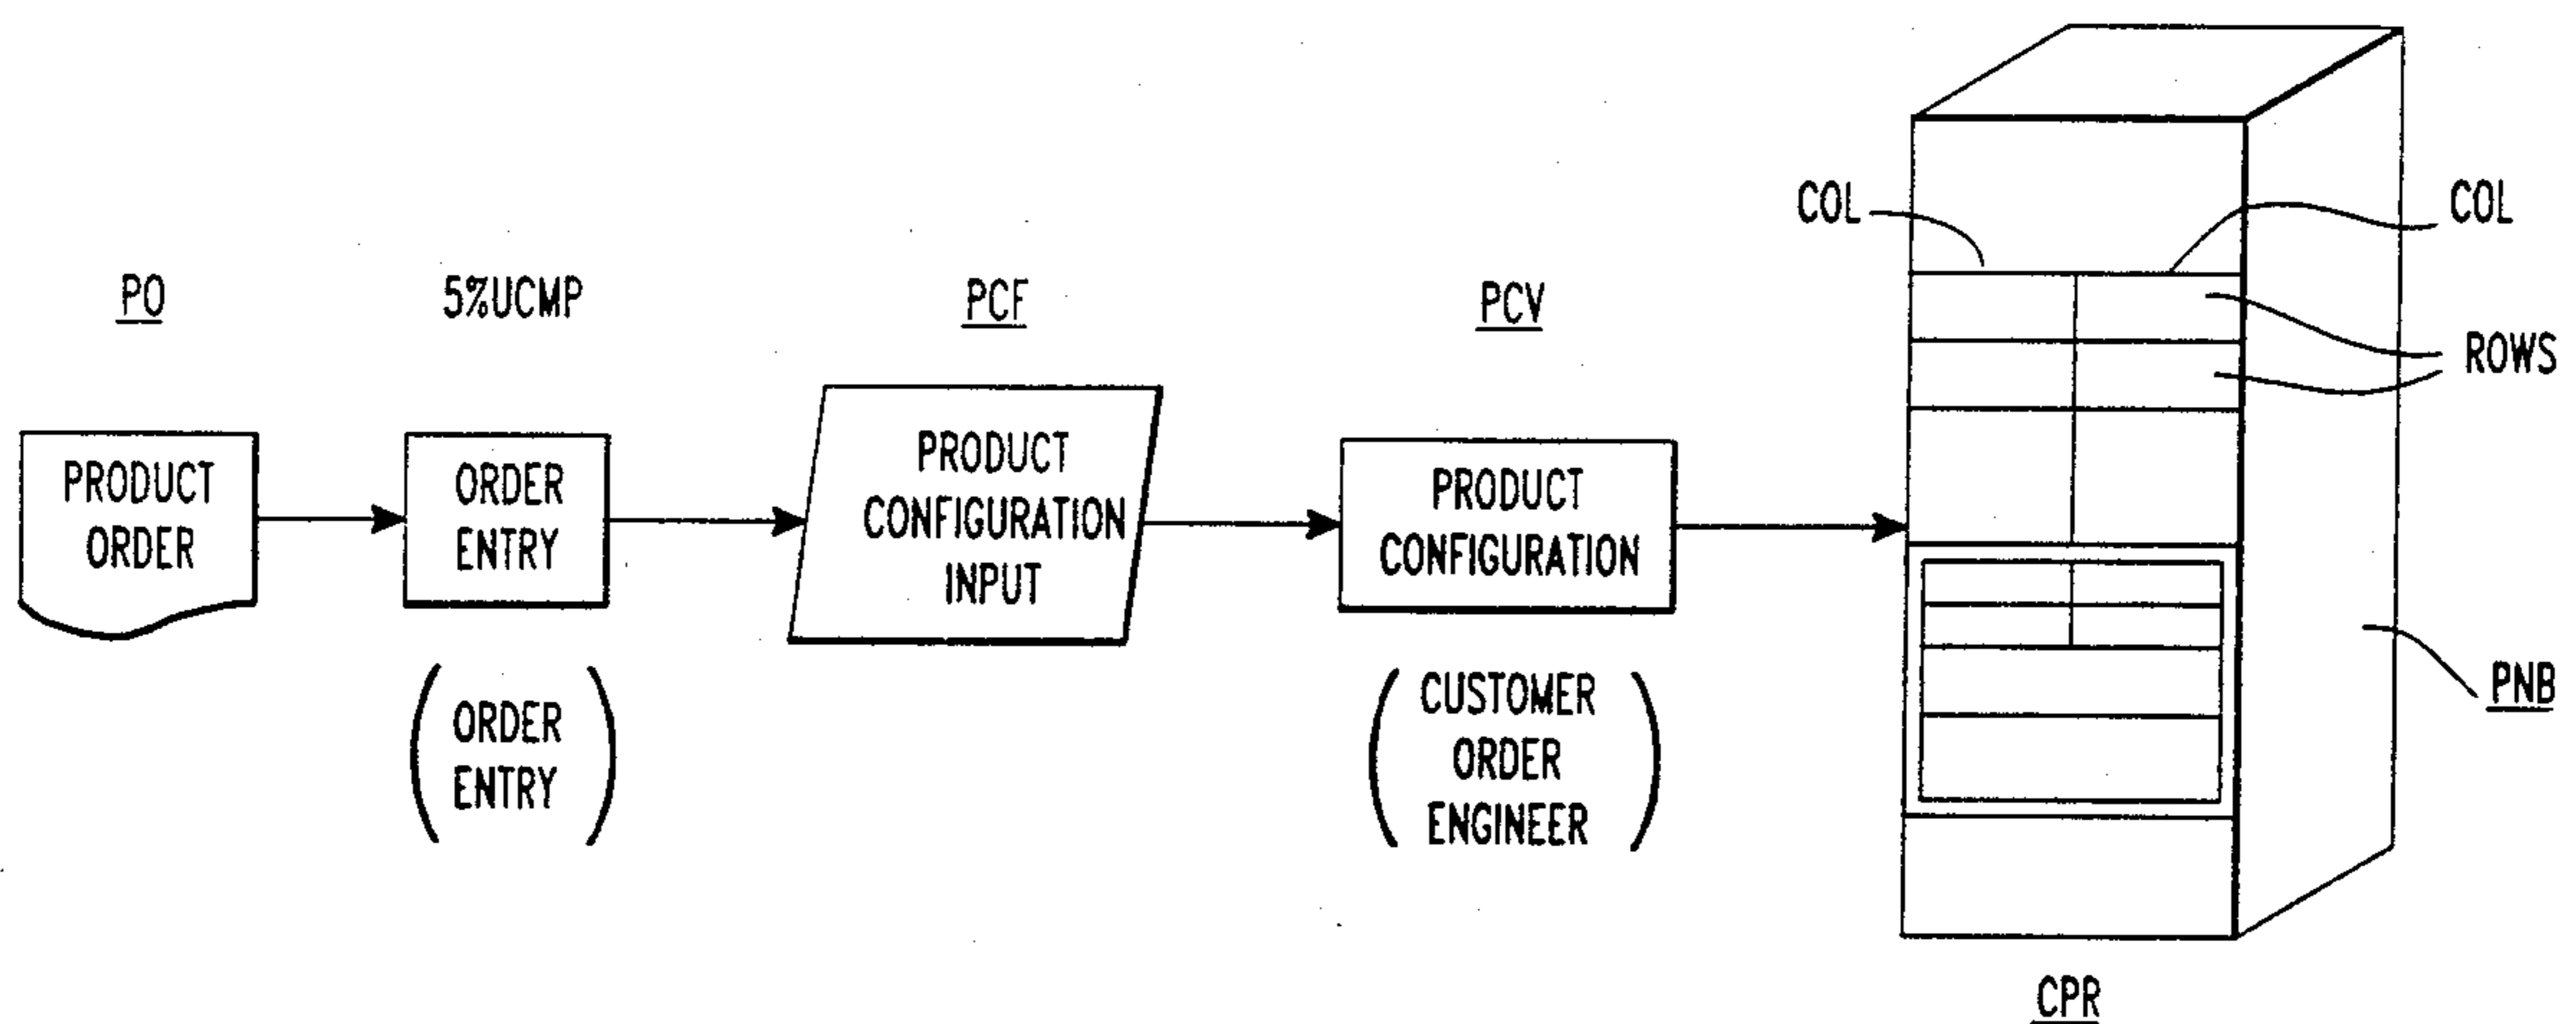 PO
PRODUCT
ORDER
5%UCMP
ORDER
ENTRY
ORDER
ENTRY
PCF
PRODUCT
CONFIGURATION
INPUT
PCV
PRODUCT
CONFIGURATION
CUSTOMER
ORDER
ENGINEER
COL
COL
ROWS
PNB
CPR